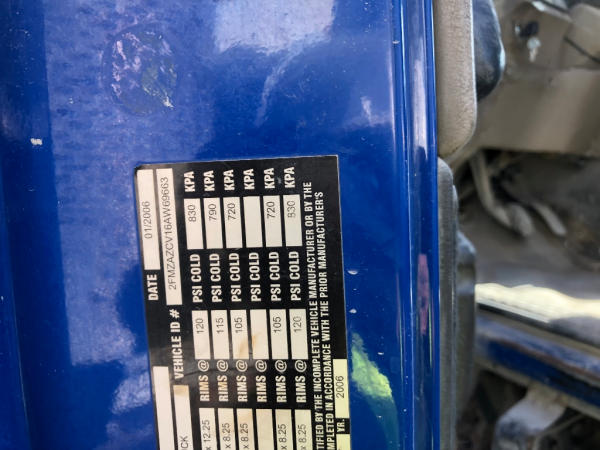 DATE 01/2006
CK VEHICLE ID # 2FMZAZCV16AW69663
x 12.25 RIMS @ 120 PSI COLD 830 KPA
x 8.25 RIMS @ 115 PSI COLD 790 KPA
x 8.25 RIMS @ 105 PSI COLD 720 KPA
RIMS @ PSI COLD KPA
x 8.25 RIMS @ 105 PSI COLD 720 KPA
x 8.25 RIMS @ 120 PSI COLD 830 KPA
TIFIED BY THE INCOMPLETE VEHICLE MANUFACTURER OR BY THE
MPLETED IN ACCORDANCE WITH THE PRIOR MANUFACTURER'S
YR. 2006